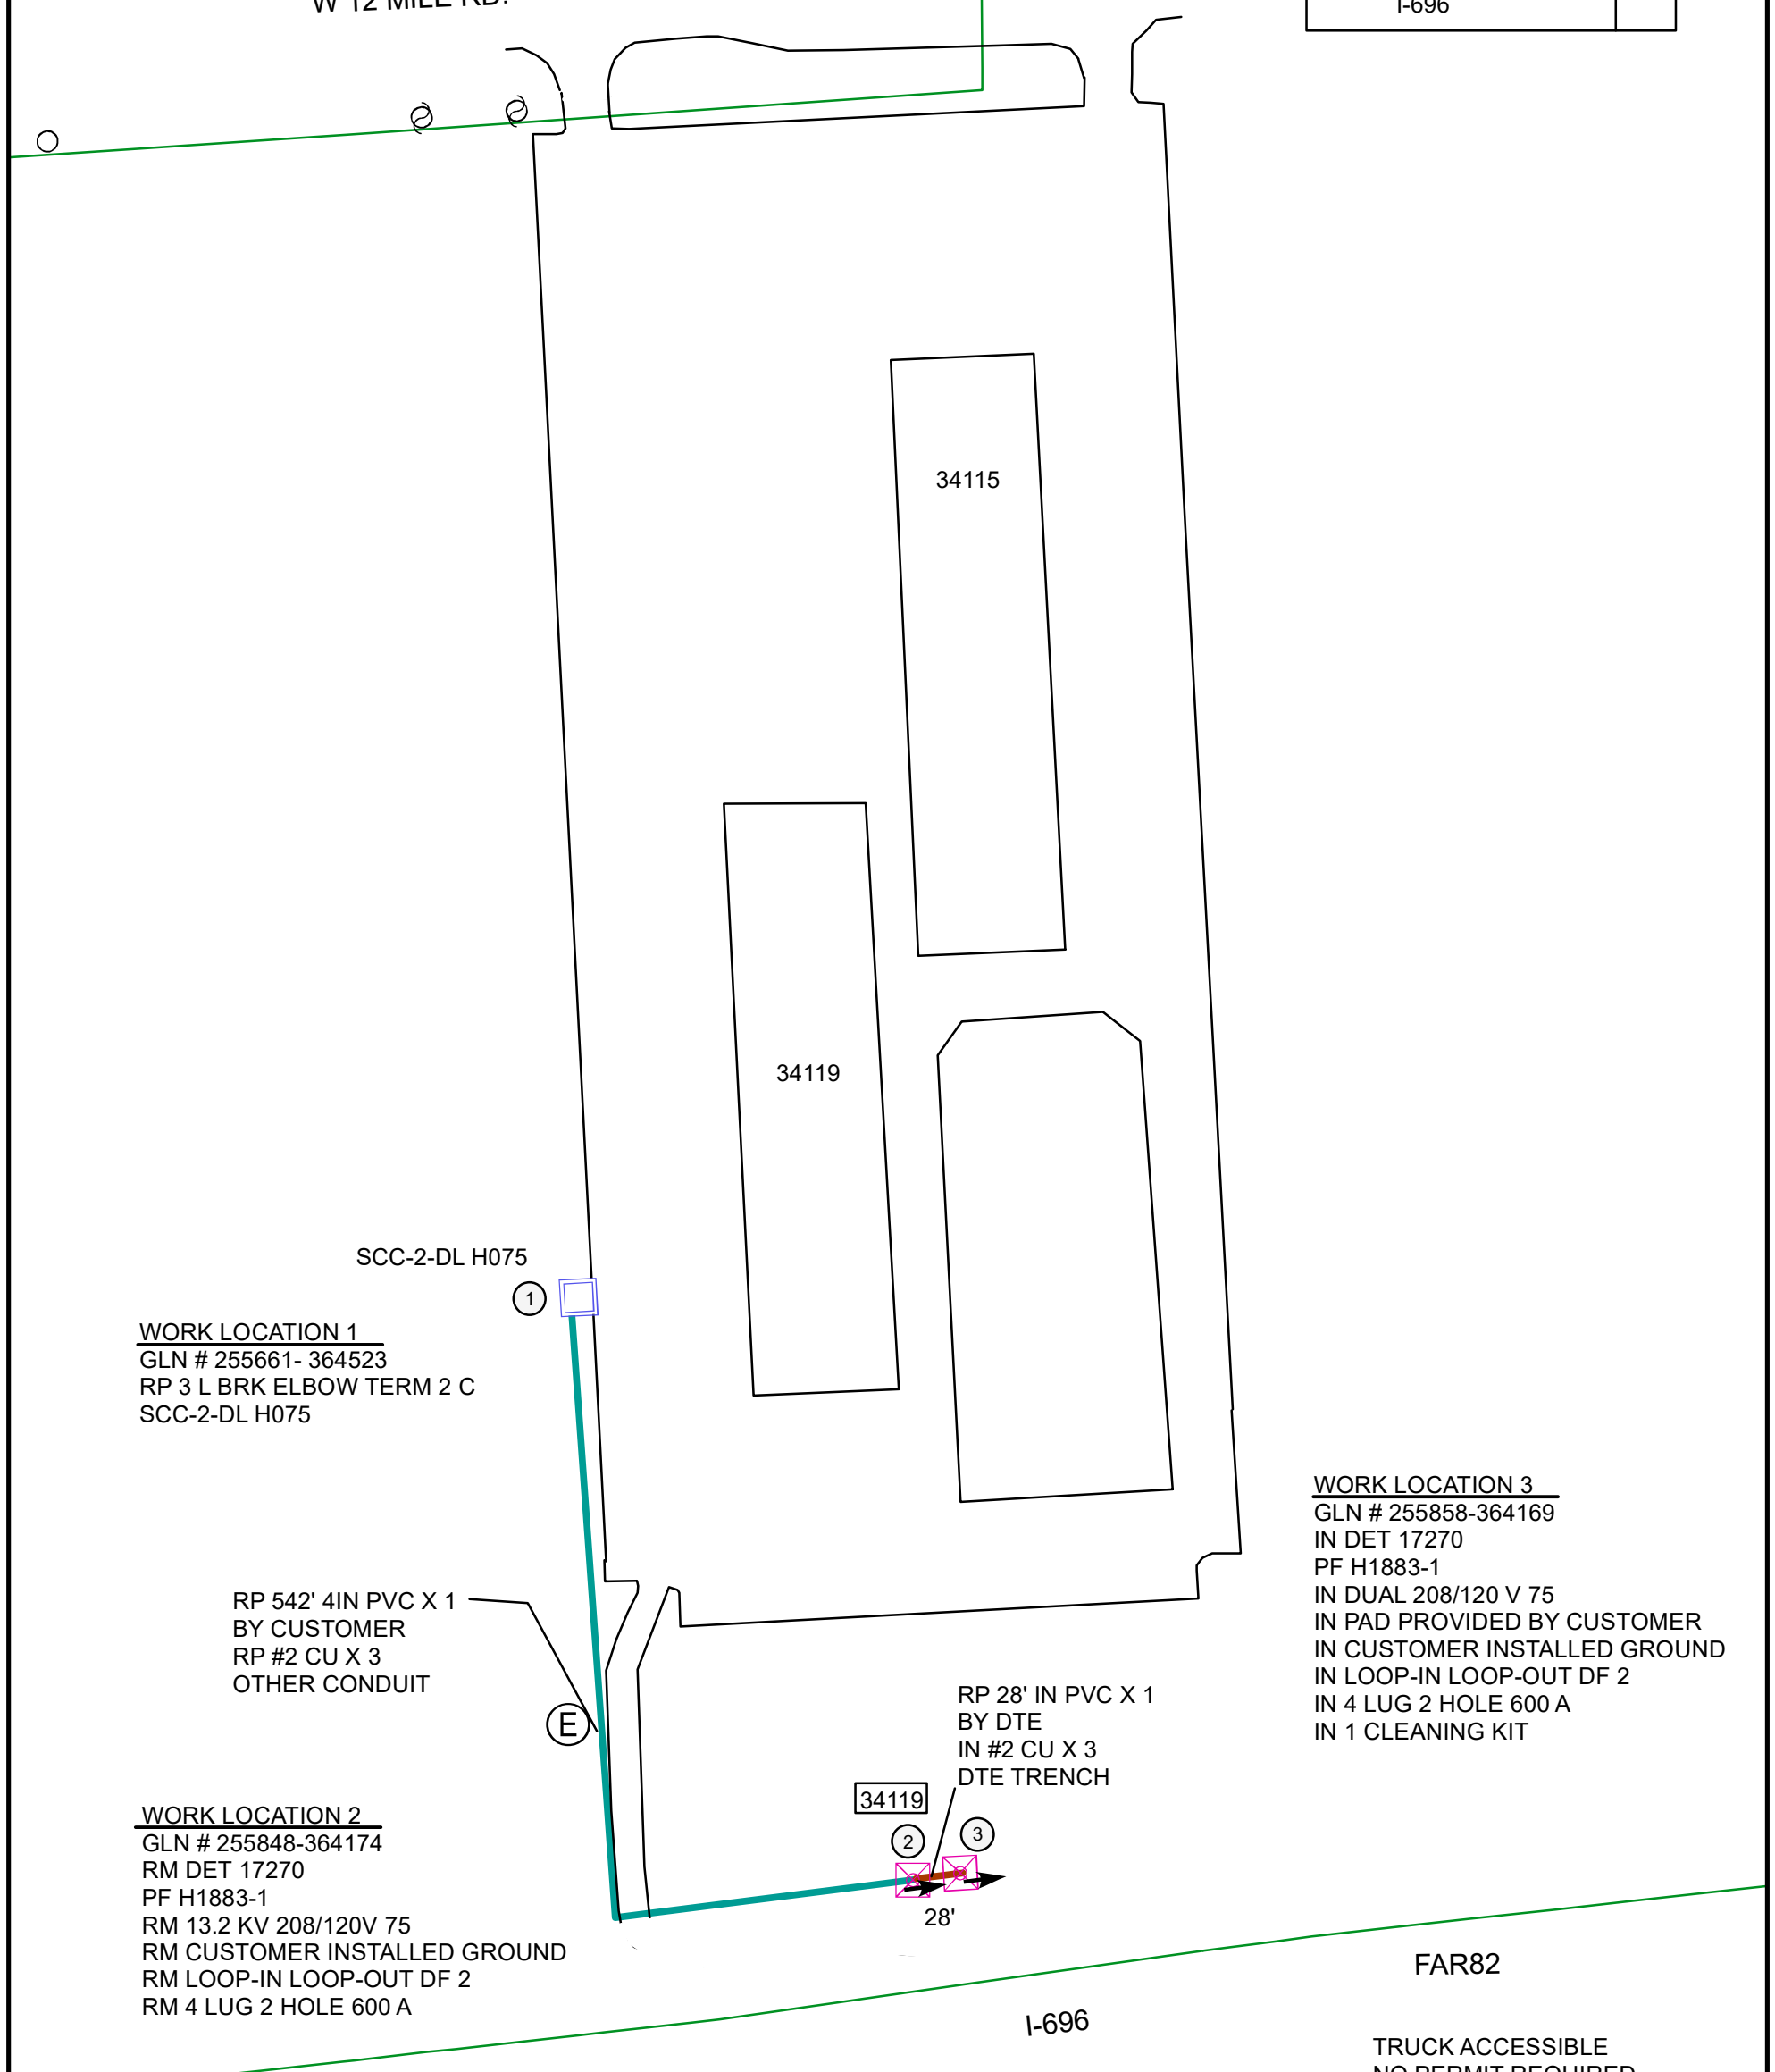 W 12 MILE RD.
I-696
34115
34119
SCC-2-DL H075
1
WORK LOCATION 1
GLN # 255661- 364523
RP 3 L BRK ELBOW TERM 2 C
SCC-2-DL H075
WORK LOCATION 3
GLN # 255858-364169
IN DET 17270
PF H1883-1
IN DUAL 208/120 V 75
IN PAD PROVIDED BY CUSTOMER
IN CUSTOMER INSTALLED GROUND
IN LOOP-IN LOOP-OUT DF 2
IN 4 LUG 2 HOLE 600 A
IN 1 CLEANING KIT
RP 542' 4IN PVC X 1
BY CUSTOMER
RP #2 CU X 3
OTHER CONDUIT
E
RP 28' IN PVC X 1
BY DTE
IN #2 CU X 3
DTE TRENCH
34119
2
3
28'
WORK LOCATION 2
GLN # 255848-364174
RM DET 17270
PF H1883-1
RM 13.2 KV 208/120V 75
RM CUSTOMER INSTALLED GROUND
RM LOOP-IN LOOP-OUT DF 2
RM 4 LUG 2 HOLE 600 A
FAR82
I-696
TRUCK ACCESSIBLE
NO PERMIT REQUIRED